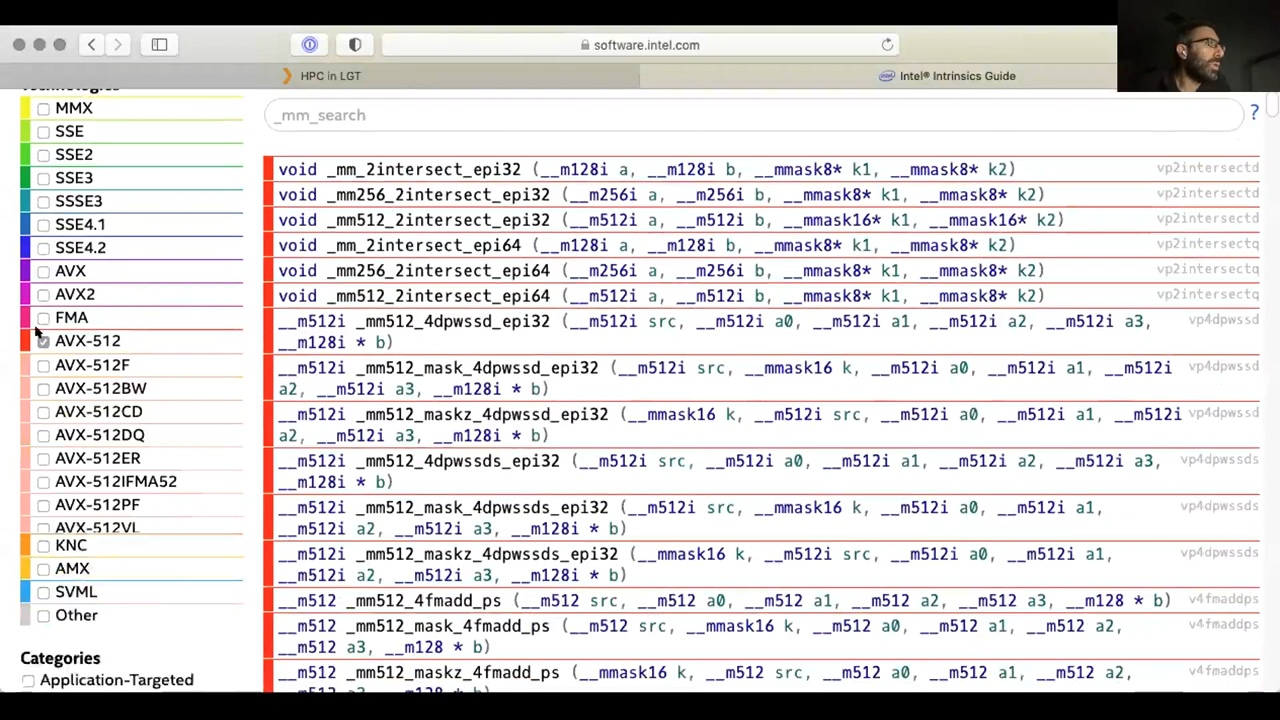 software.intel.com
HPC in LGT
Intel® Intrinsics Guide
Technologies
MMX
SSE
SSE2
SSE3
SSSE3
SSE4.1
SSE4.2
AVX
AVX2
FMA
AVX-512
AVX-512F
AVX-512BW
AVX-512CD
AVX-512DQ
AVX-512ER
AVX-512IFMA52
AVX-512PF
AVX-512VL
KNC
AMX
SVML
Other
Categories
Application-Targeted
_mm_search
?
void _mm_2intersect_epi32 (__m128i a, __m128i b, __mmask8* k1, __mmask8* k2) vp2intersectd
void _mm256_2intersect_epi32 (__m256i a, __m256i b, __mmask8* k1, __mmask8* k2) vp2intersectd
void _mm512_2intersect_epi32 (__m512i a, __m512i b, __mmask16* k1, __mmask16* k2) vp2intersectd
void _mm_2intersect_epi64 (__m128i a, __m128i b, __mmask8* k1, __mmask8* k2) vp2intersectq
void _mm256_2intersect_epi64 (__m256i a, __m256i b, __mmask8* k1, __mmask8* k2) vp2intersectq
void _mm512_2intersect_epi64 (__m512i a, __m512i b, __mmask8* k1, __mmask8* k2) vp2intersectq
__m512i _mm512_4dpwssd_epi32 (__m512i src, __m512i a0, __m512i a1, __m512i a2, __m512i a3, vp4dpwssd
__m128i * b)
__m512i _mm512_mask_4dpwssd_epi32 (__m512i src, __mmask16 k, __m512i a0, __m512i a1, __m512i vp4dpwssd
a2, __m512i a3, __m128i * b)
__m512i _mm512_maskz_4dpwssd_epi32 (__mmask16 k, __m512i src, __m512i a0, __m512i a1, __m512i vp4dpwssd
a2, __m512i a3, __m128i * b)
__m512i _mm512_4dpwssds_epi32 (__m512i src, __m512i a0, __m512i a1, __m512i a2, __m512i a3, vp4dpwssds
__m128i * b)
__m512i _mm512_mask_4dpwssds_epi32 (__m512i src, __mmask16 k, __m512i a0, __m512i a1, vp4dpwssds
__m512i a2, __m512i a3, __m128i * b)
__m512i _mm512_maskz_4dpwssds_epi32 (__mmask16 k, __m512i src, __m512i a0, __m512i a1, vp4dpwssds
__m512i a2, __m512i a3, __m128i * b)
__m512 _mm512_4fmadd_ps (__m512 src, __m512 a0, __m512 a1, __m512 a2, __m512 a3, __m128 * b) v4fmaddps
__m512 _mm512_mask_4fmadd_ps (__m512 src, __mmask16 k, __m512 a0, __m512 a1, __m512 a2, v4fmaddps
__m512 a3, __m128 * b)
__m512 _mm512_maskz_4fmadd_ps (__mmask16 k, __m512 src, __m512 a0, __m512 a1, __m512 a2, v4fmaddps
__m512 a3, __m128 * b)